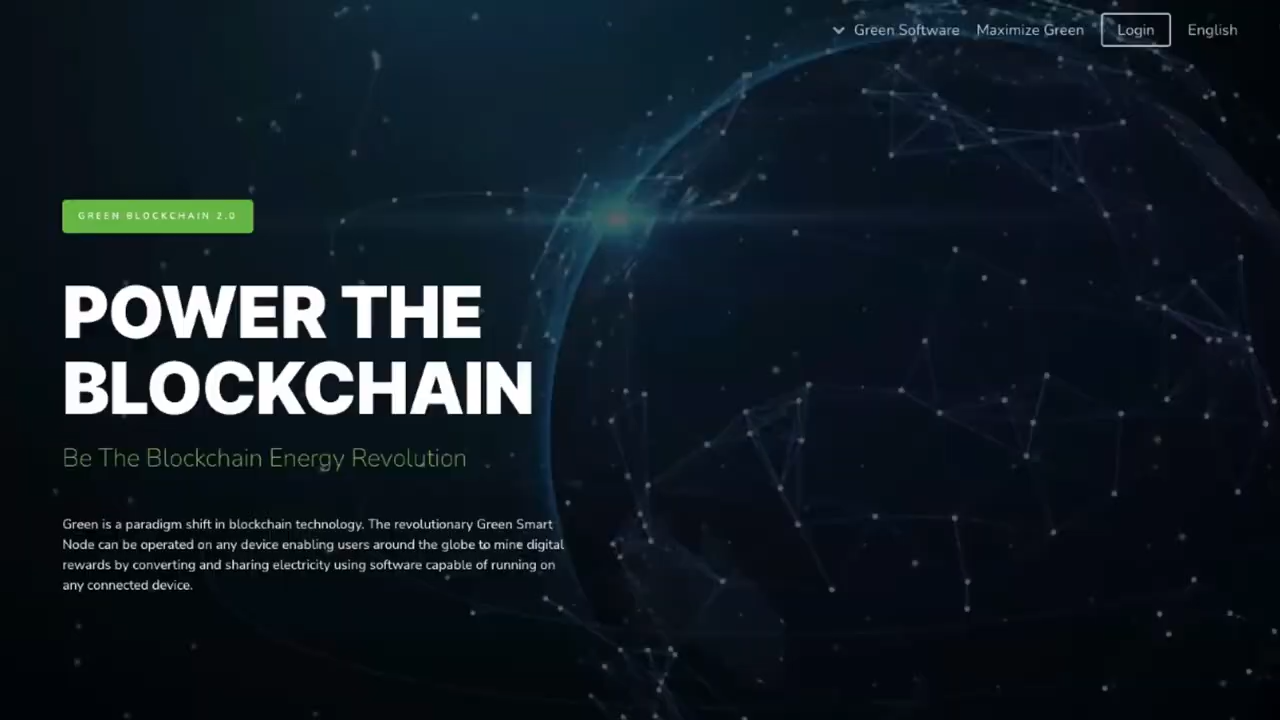 Green Software Maximize Green Login English
GREEN BLOCKCHAIN 2.0
POWER THE
BLOCKCHAIN
Be The Blockchain Energy Revolution
Green is a paradigm shift in blockchain technology. The revolutionary Green Smart
Node can be operated on any device enabling users around the globe to mine digital
rewards by converting and sharing electricity using software capable of running on
any connected device.